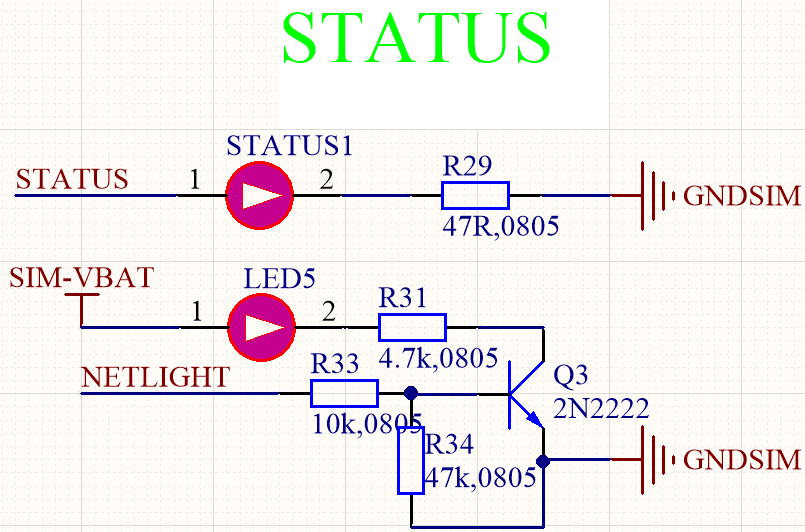 STATUS
STATUS1
STATUS
1
2
R29
47R,0805
GNDSIM
SIM-VBAT
LED5
1
2
R31
4.7k,0805
NETLIGHT
R33
10k,0805
Q3
2N2222
R34
47k,0805
GNDSIM